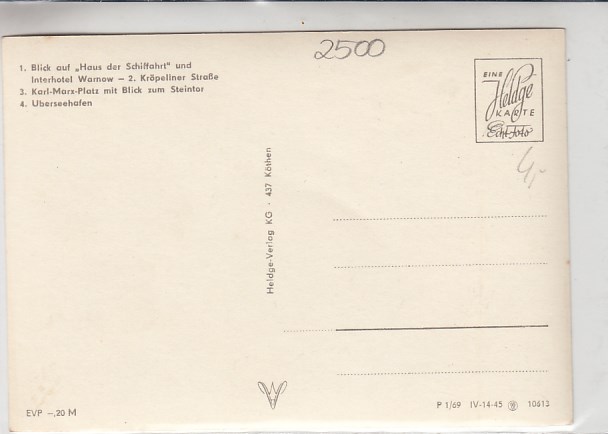 2500
1. Blick auf „Haus der Schiffahrt" und
Interhotel Warnow – 2. Kröpeliner Straße
3. Karl-Marx-Platz mit Blick zum Steintor
4. Überseehafen
EINE
Heldge
KARTE
Echt-Foto
4,-
Heldge-Verlag KG · 437 Köthen
EVP –,20 M
P 1/69 IV-14-45 10613